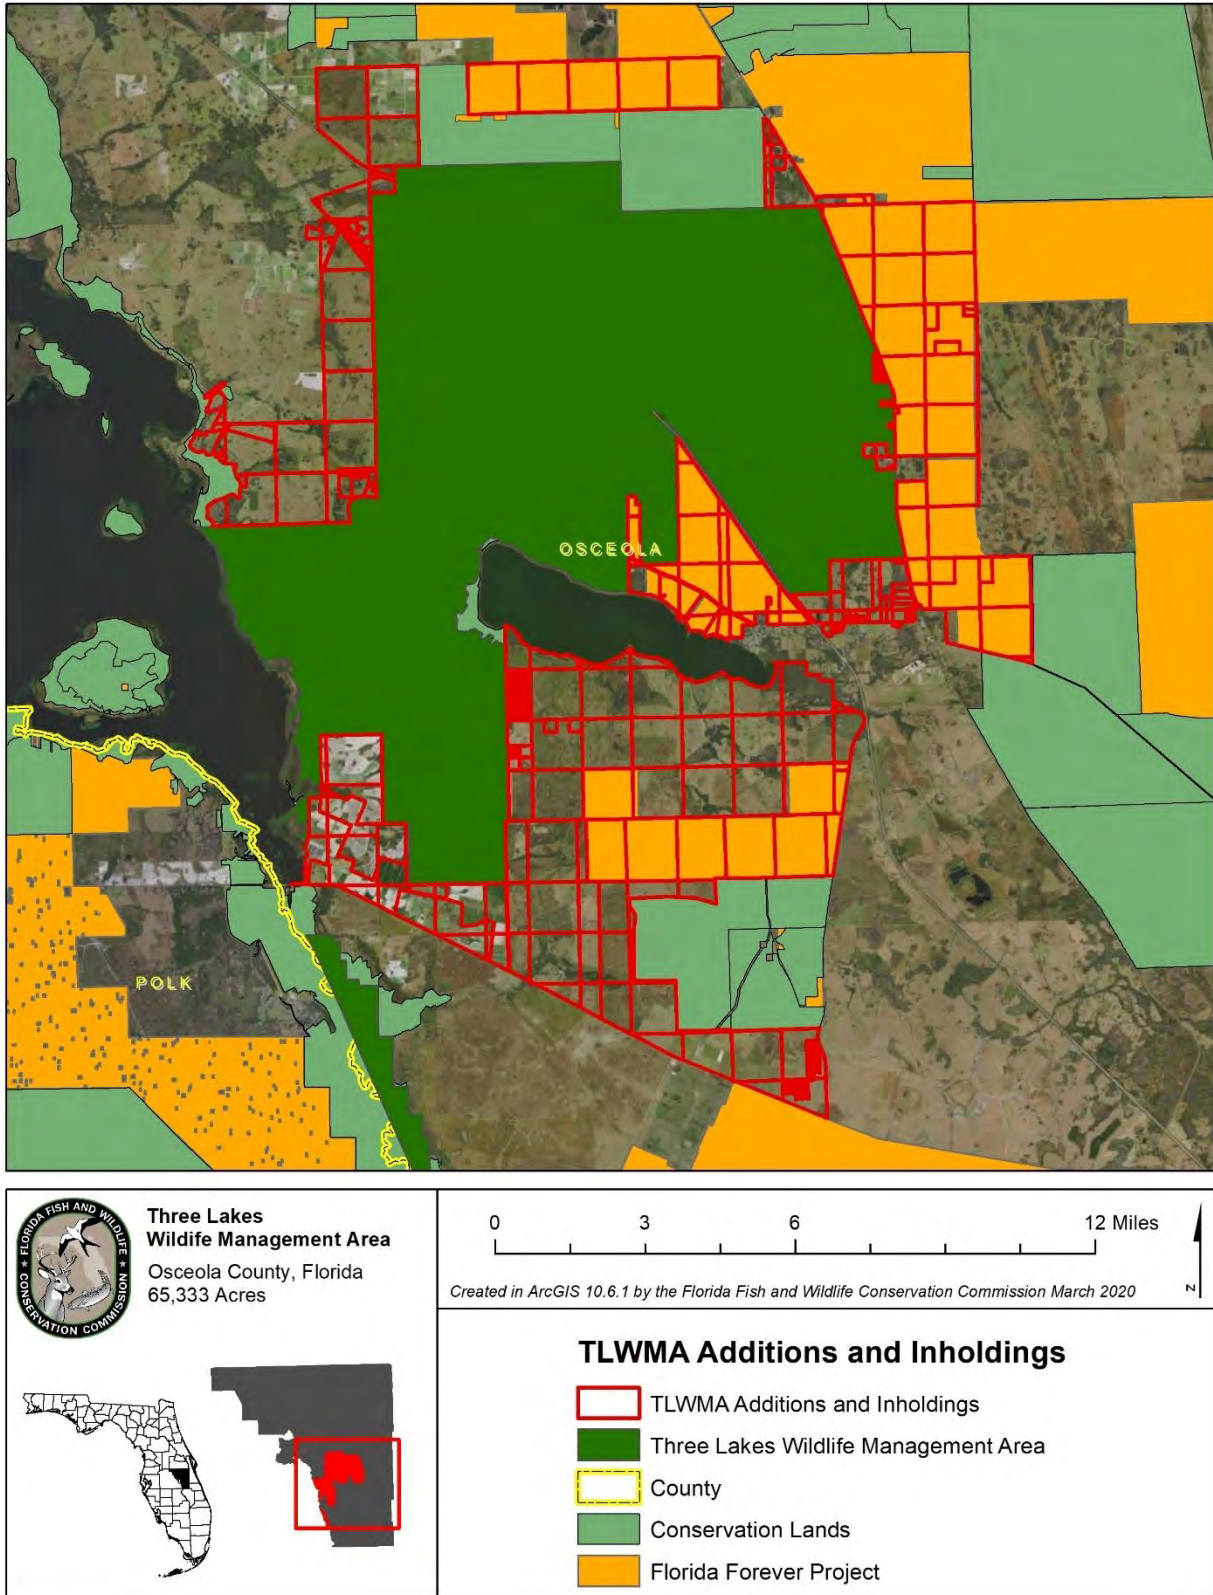 OSCEOLA
POLK
FLORIDA FISH AND WILDLIFE
CONSERVATION COMMISSION
Three Lakes
Wildlife Management Area
Osceola County, Florida
65,333 Acres
0 3 6 12 Miles
Created in ArcGIS 10.6.1 by the Florida Fish and Wildlife Conservation Commission March 2020
N
TLWMA Additions and Inholdings
TLWMA Additions and Inholdings
Three Lakes Wildlife Management Area
County
Conservation Lands
Florida Forever Project